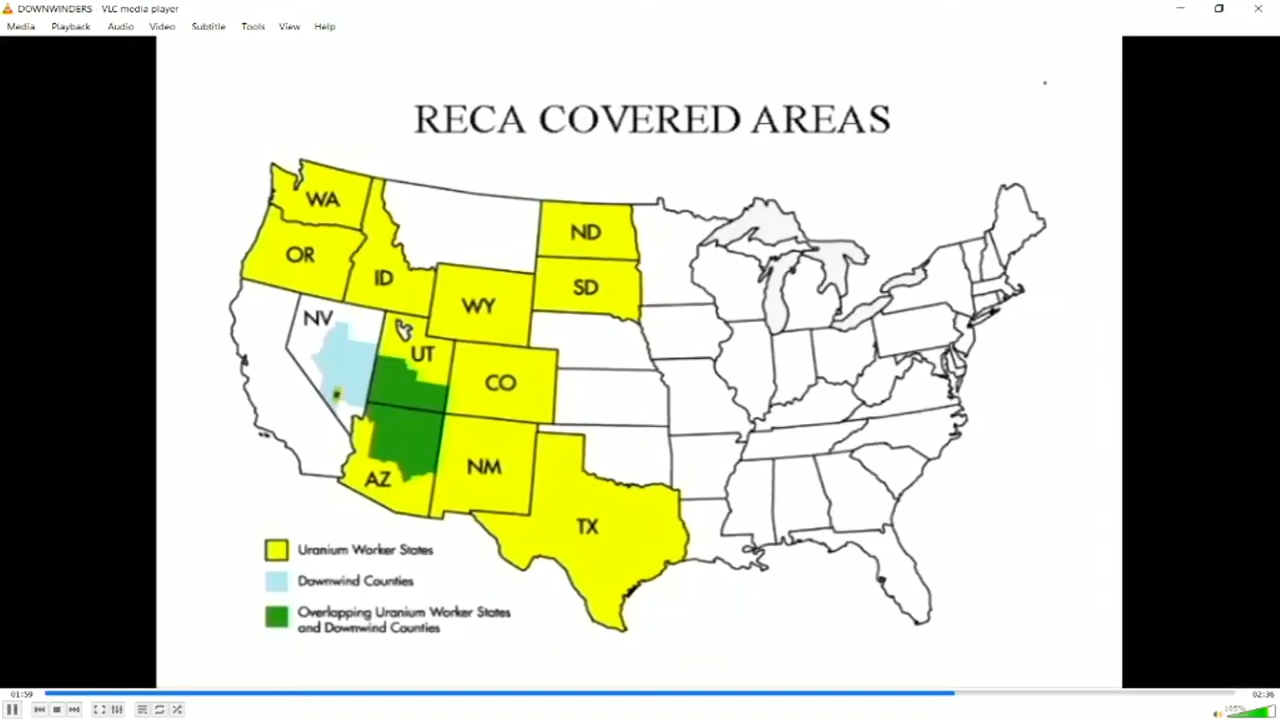 DOWNWINDERS - VLC media player
Media Playback Audio Video Subtitle Tools View Help
RECA COVERED AREAS
WA
ND
OR
ID
SD
WY
NV
UT
CO
NM
AZ
TX
Uranium Worker States
Downwind Counties
Overlapping Uranium Worker States
and Downwind Counties
01:59
02:36